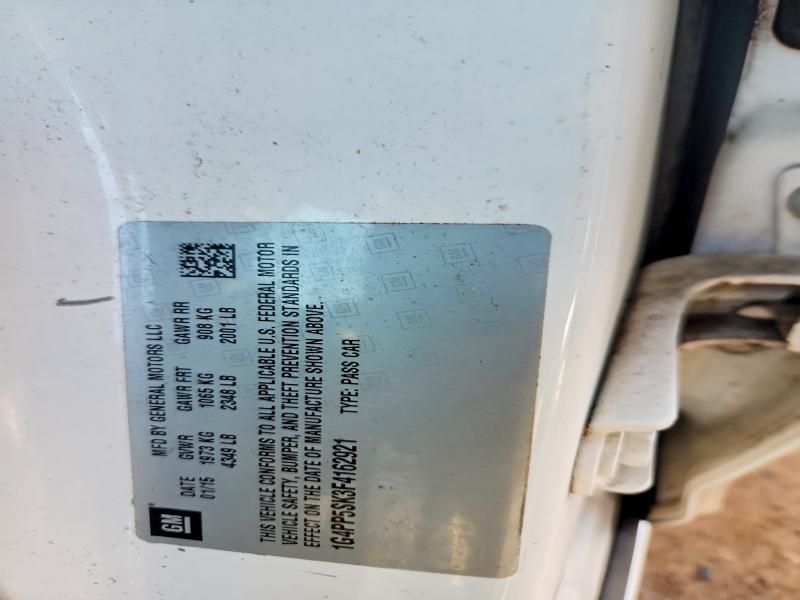 GM
MFD BY GENERAL MOTORS LLC
DATE GVWR GAWR FRT GAWR RR
01/15 1973 KG 1065 KG 908 KG
4349 LB 2348 LB 2001 LB
THIS VEHICLE CONFORMS TO ALL APPLICABLE U.S. FEDERAL MOTOR
VEHICLE SAFETY, BUMPER, AND THEFT PREVENTION STANDARDS IN
EFFECT ON THE DATE OF MANUFACTURE SHOWN ABOVE.
1G4PP5SK3F4162921 TYPE: PASS CAR